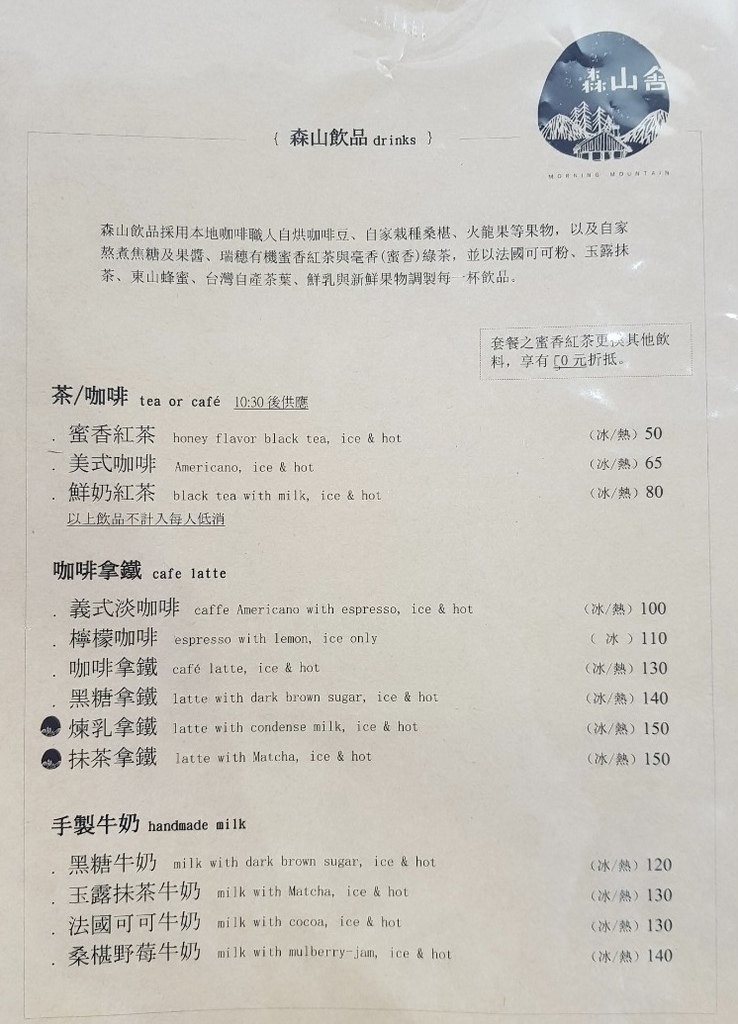 森山舍
MORNING MOUNTAIN
{ 森山飲品 drinks }
森山飲品採用本地咖啡職人自烘咖啡豆、自家栽種桑椹、火龍果等果物，以及自家
熬煮焦糖及果醬、瑞穗有機蜜香紅茶與毫香(蜜香)綠茶，並以法國可可粉、玉露抹
茶、東山蜂蜜、台灣自產茶葉、鮮乳與新鮮果物調製每一杯飲品。
套餐之蜜香紅茶更換其他飲
料，享有 0 元折抵。
茶/咖啡 tea or café 10:30 後供應
. 蜜香紅茶 honey flavor black tea, ice & hot （冰/熱）50
. 美式咖啡 Americano, ice & hot （冰/熱）65
. 鮮奶紅茶 black tea with milk, ice & hot （冰/熱）80
以上飲品不計入每人低消
咖啡拿鐵 cafe latte
. 義式淡咖啡 caffe Americano with espresso, ice & hot （冰/熱）100
. 檸檬咖啡 espresso with lemon, ice only （ 冰 ）110
. 咖啡拿鐵 café latte, ice & hot （冰/熱）130
. 黑糖拿鐵 latte with dark brown sugar, ice & hot （冰/熱）140
煉乳拿鐵 latte with condense milk, ice & hot （冰/熱）150
抹茶拿鐵 latte with Matcha, ice & hot （冰/熱）150
手製牛奶 handmade milk
. 黑糖牛奶 milk with dark brown sugar, ice & hot （冰/熱）120
. 玉露抹茶牛奶 milk with Matcha, ice & hot （冰/熱）130
. 法國可可牛奶 milk with cocoa, ice & hot （冰/熱）130
. 桑椹野莓牛奶 milk with mulberry-jam, ice & hot （冰/熱）140